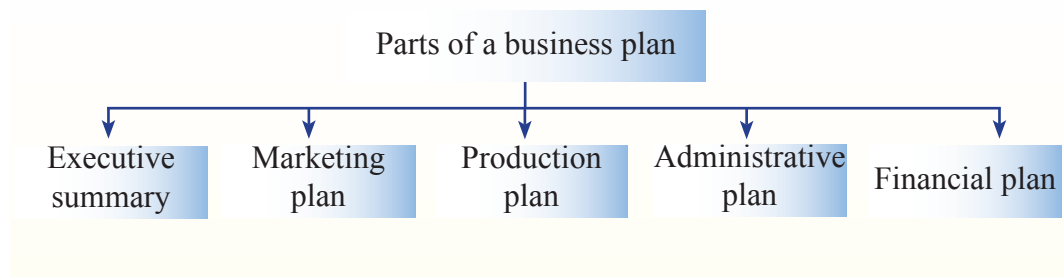 Parts of a business plan
Executive
summary
Marketing
plan
Production
plan
Administrative
plan
Financial plan